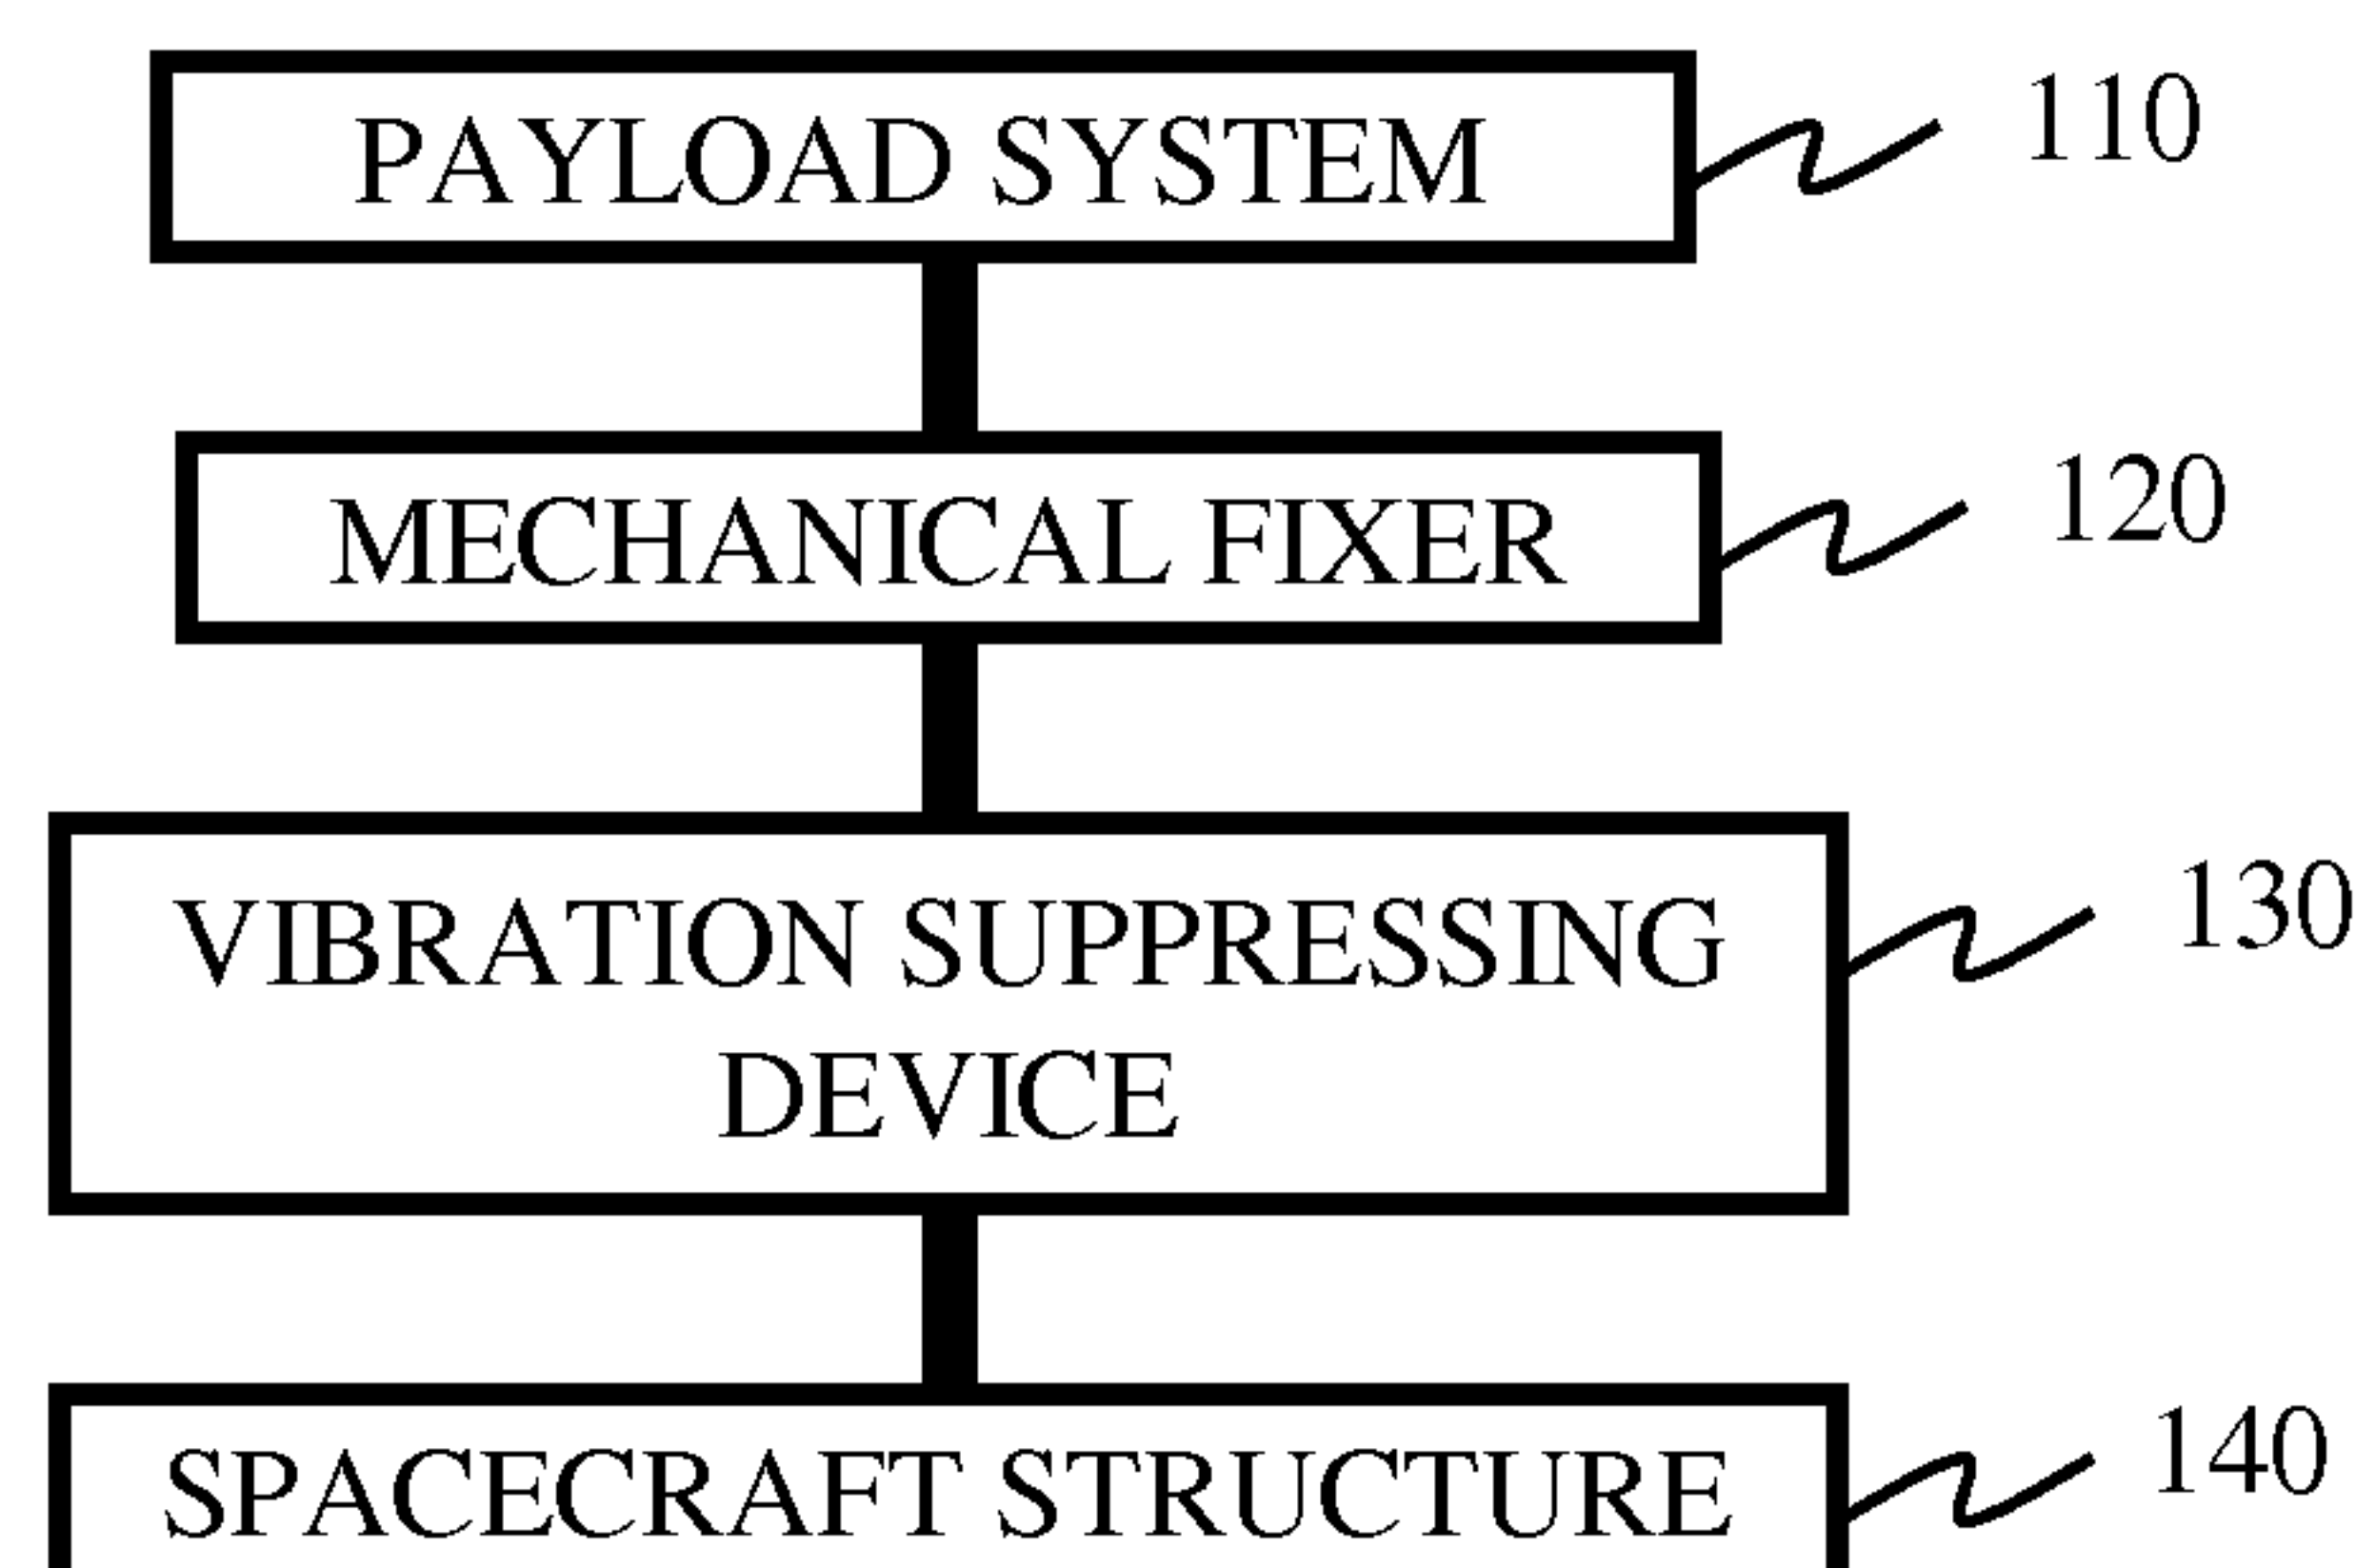 PAYLOAD SYSTEM 110
MECHANICAL FIXER 120
VIBRATION SUPPRESSING 130
DEVICE
SPACECRAFT STRUCTURE 140